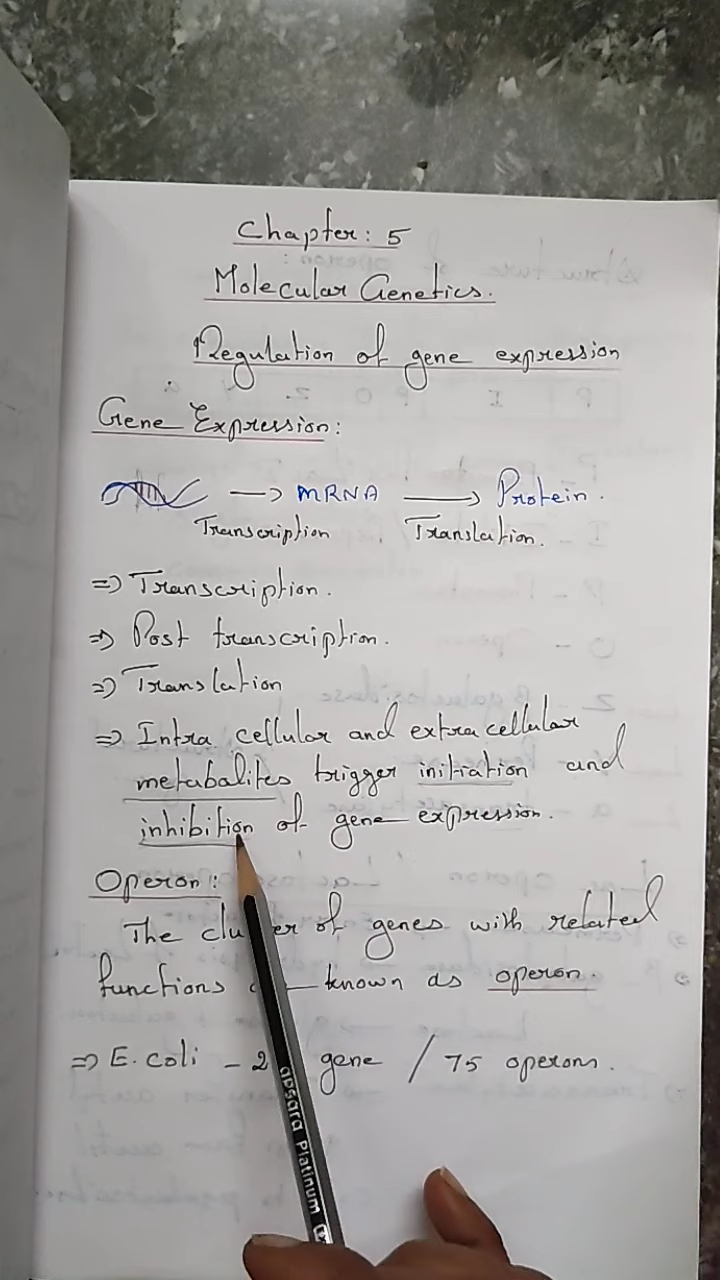 Chapter: 5
Molecular Genetics.
Regulation of gene expression
Gene Expression:
→ mRNA → Protein.
Transcription Translation.
⇒ Transcription.
⇒ Post transcription.
⇒ Translation
⇒ Intra cellular and extra cellular
metabalites trigger initiation and
inhibition of gene expression.
Operon:
The of genes with related
functions known as operon.
⇒ E.coli - gene / 75 operons.
apsara Platinum